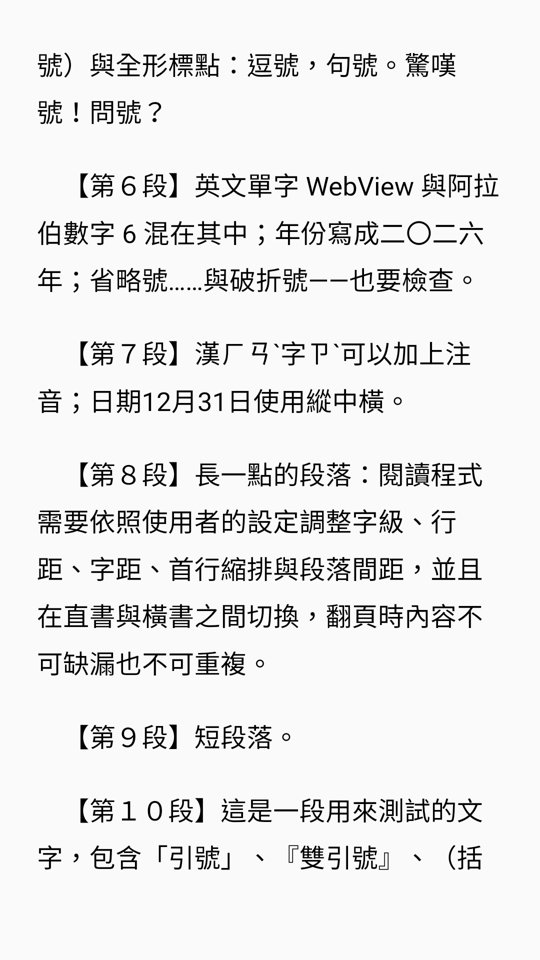 號）與全形標點：逗號，句號。驚嘆
號！問號？
【第６段】英文單字 WebView 與阿拉
伯數字 6 混在其中；年份寫成二〇二六
年；省略號……與破折號——也要檢查。
【第７段】漢ㄏㄢˋ字ㄗˋ可以加上注
音；日期12月31日使用縱中橫。
【第８段】長一點的段落：閱讀程式
需要依照使用者的設定調整字級、行
距、字距、首行縮排與段落間距，並且
在直書與橫書之間切換，翻頁時內容不
可缺漏也不可重複。
【第９段】短段落。
【第１０段】這是一段用來測試的文
字，包含「引號」、『雙引號』、（括